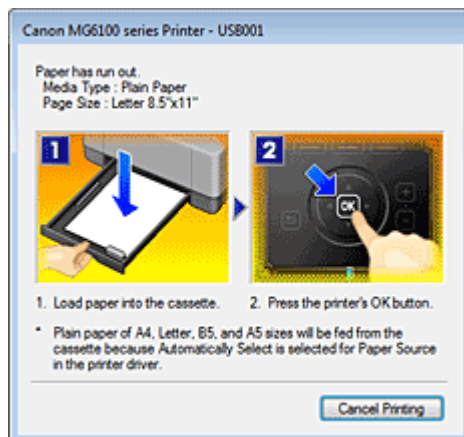 Canon MG6100 series Printer - USB001
Paper has run out.
Media Type : Plain Paper
Page Size : Letter 8.5"x11"
1
2
OK
1. Load paper into the cassette.
2. Press the printer's OK button.
* Plain paper of A4, Letter, B5, and A5 sizes will be fed from the
cassette because Automatically Select is selected for Paper Source
in the printer driver.
Cancel Printing